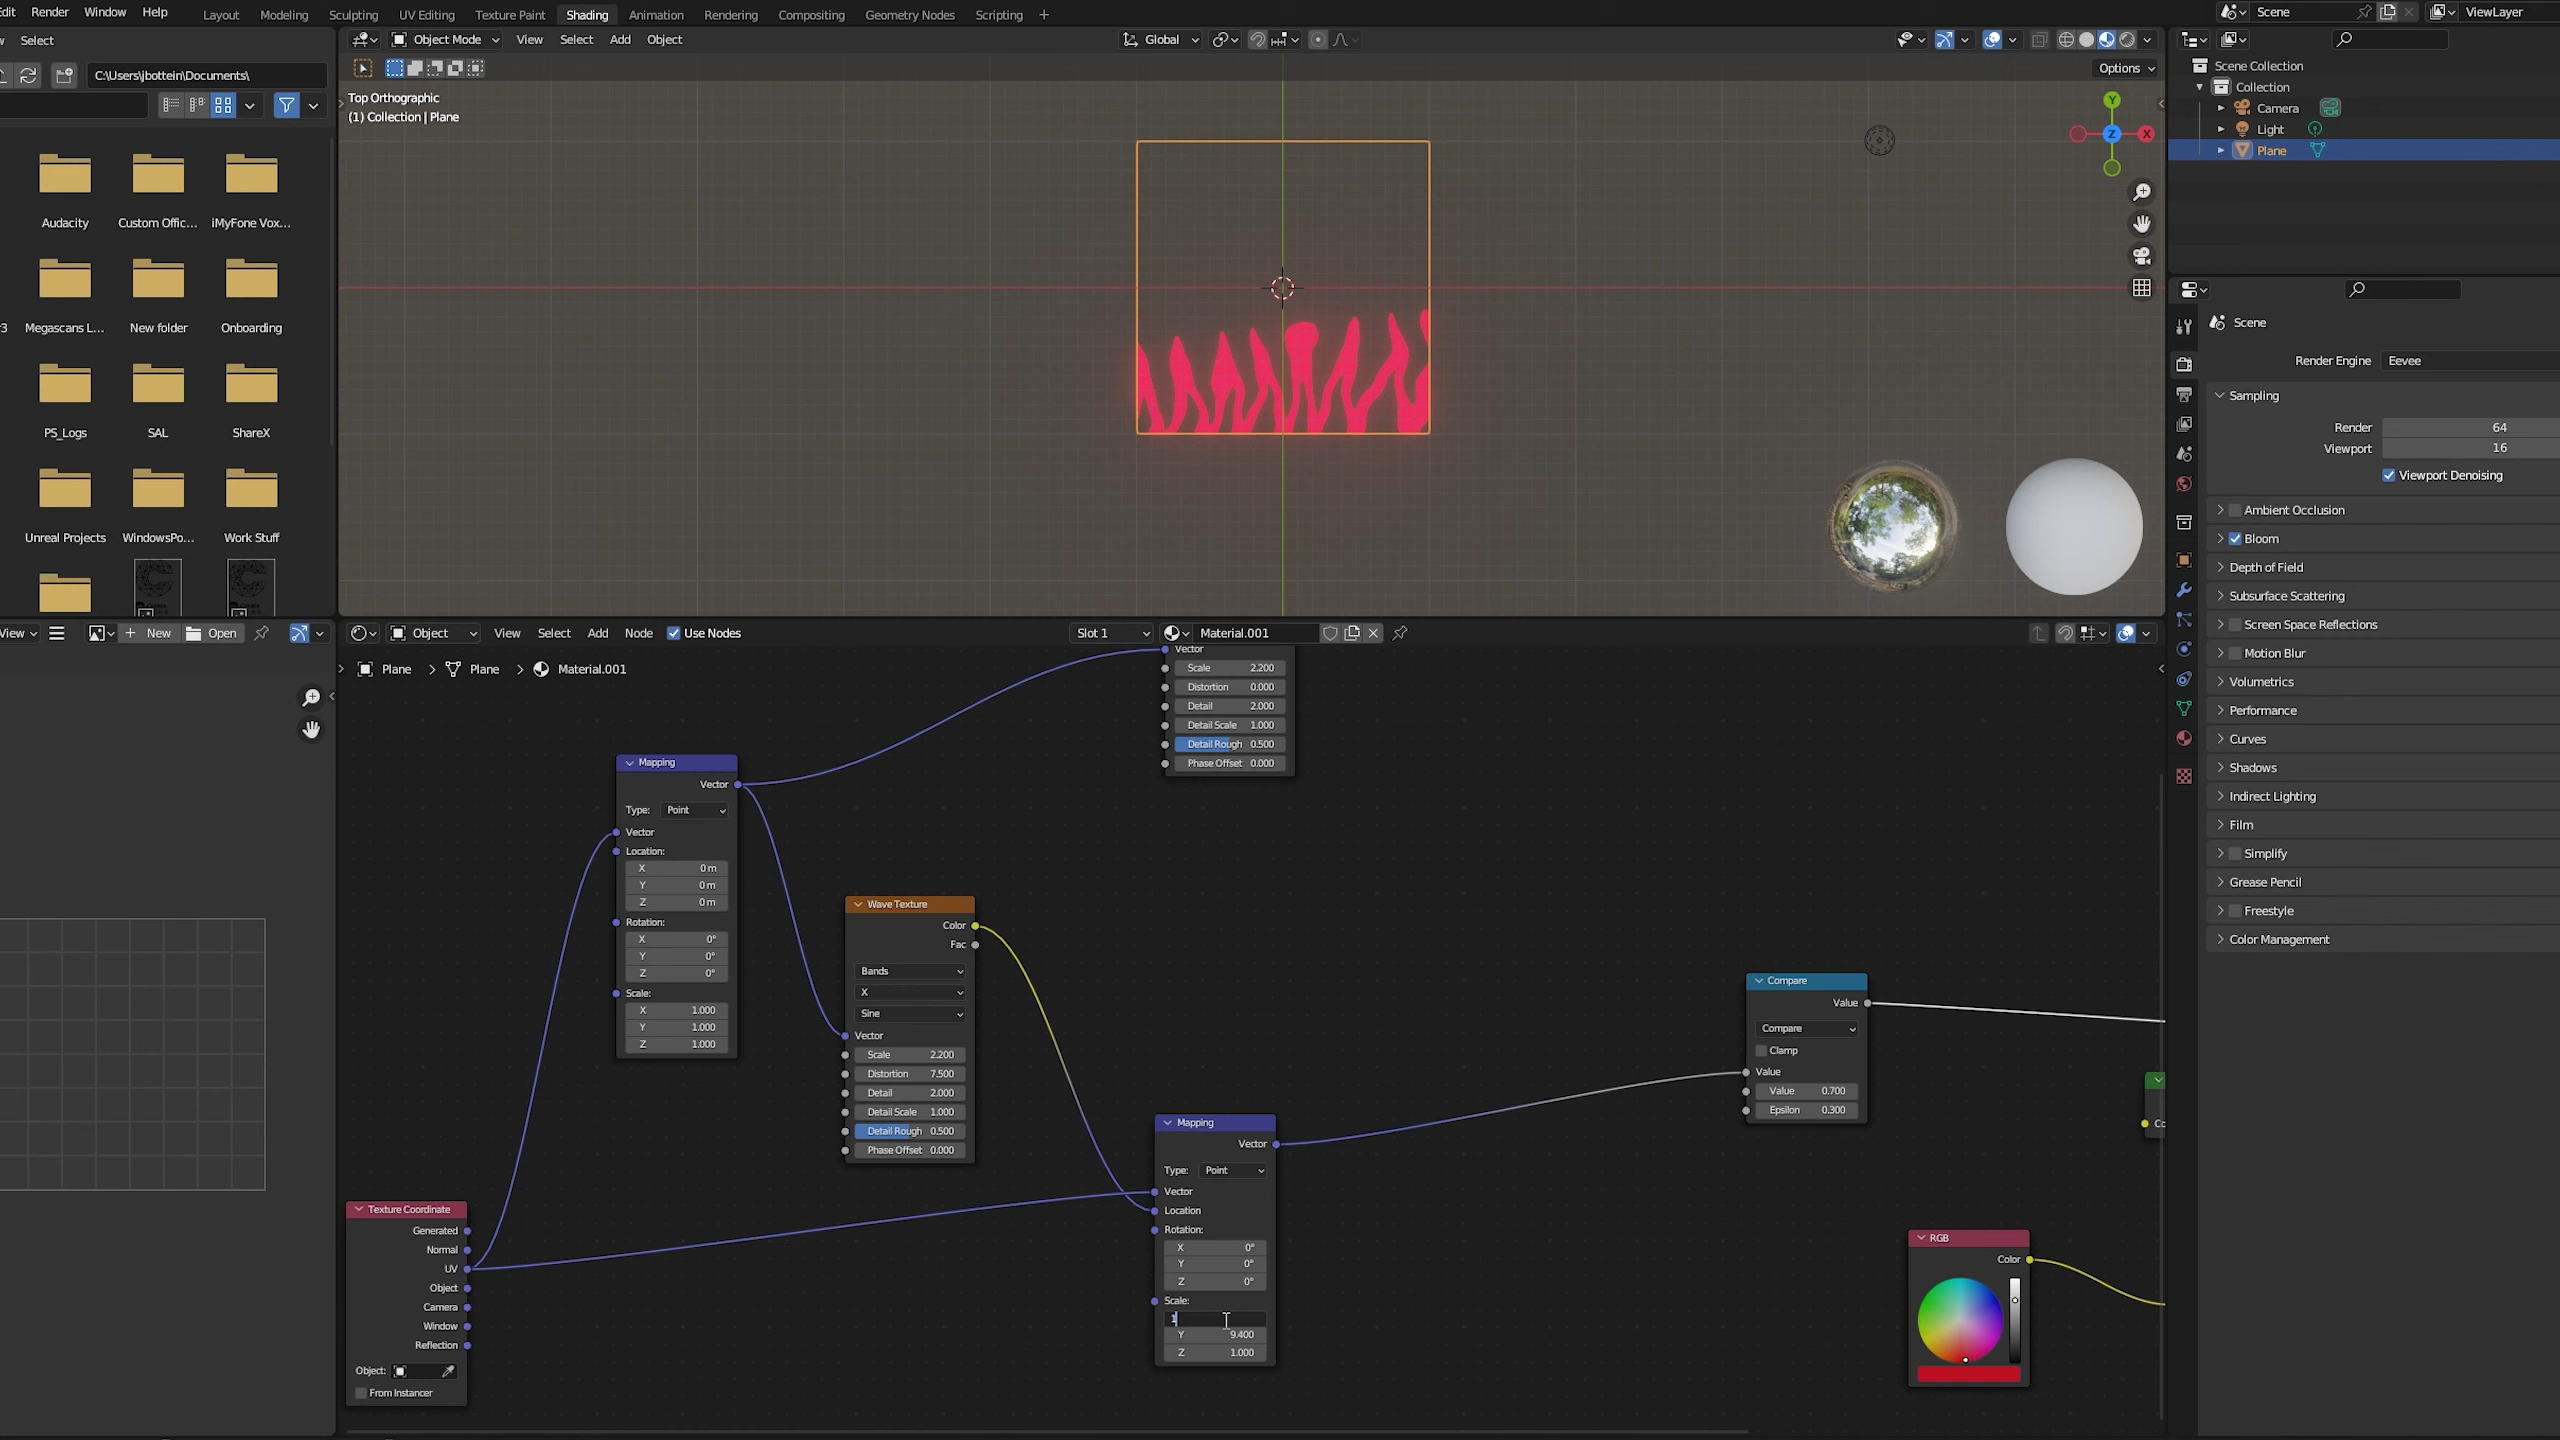 Edit Render Window Help Layout Modeling Sculpting UV Editing Texture Paint Shading Animation Rendering Compositing Geometry Nodes Scripting + Scene ViewLayer
Select
Object Mode View Select Add Object Global
C:\Users\jbottein\Documents\
Options
Top Orthographic
(1) Collection | Plane
Y
Z
X
Audacity Custom Offic... iMyFone Vox...
Megascans L... New folder Onboarding
PS_Logs SAL ShareX
Unreal Projects WindowsPo... Work Stuff
Scene Collection
Collection
Camera
Light
Plane
Scene
Render Engine Eevee
Sampling
Render 64
Viewport 16
Viewport Denoising
Ambient Occlusion
Bloom
Depth of Field
Subsurface Scattering
Screen Space Reflections
Motion Blur
Volumetrics
Performance
Curves
Shadows
Indirect Lighting
Film
Simplify
Grease Pencil
Freestyle
Color Management
View + New Open
Object View Select Add Node Use Nodes Slot 1 Material.001
Plane > Plane > Material.001
Vector
Scale 2.200
Distortion 0.000
Detail 2.000
Detail Scale 1.000
Detail Rough 0.500
Phase Offset 0.000
Mapping
Vector
Type: Point
Vector
Location:
X 0 m
Y 0 m
Z 0 m
Rotation:
X 0°
Y 0°
Z 0°
Scale:
X 1.000
Y 1.000
Z 1.000
Wave Texture
Color
Fac
Bands
X
Sine
Vector
Scale 2.200
Distortion 7.500
Detail 2.000
Detail Scale 1.000
Detail Rough 0.500
Phase Offset 0.000
Compare
Value
Compare
Clamp
Value
Value 0.700
Epsilon 0.300
Mapping
Vector
Type: Point
Vector
Location
Rotation:
X 0°
Y 0°
Z 0°
Scale:
1
Y 9.400
Z 1.000
Texture Coordinate
Generated
Normal
UV
Object
Camera
Window
Reflection
Object:
From Instancer
RGB
Color